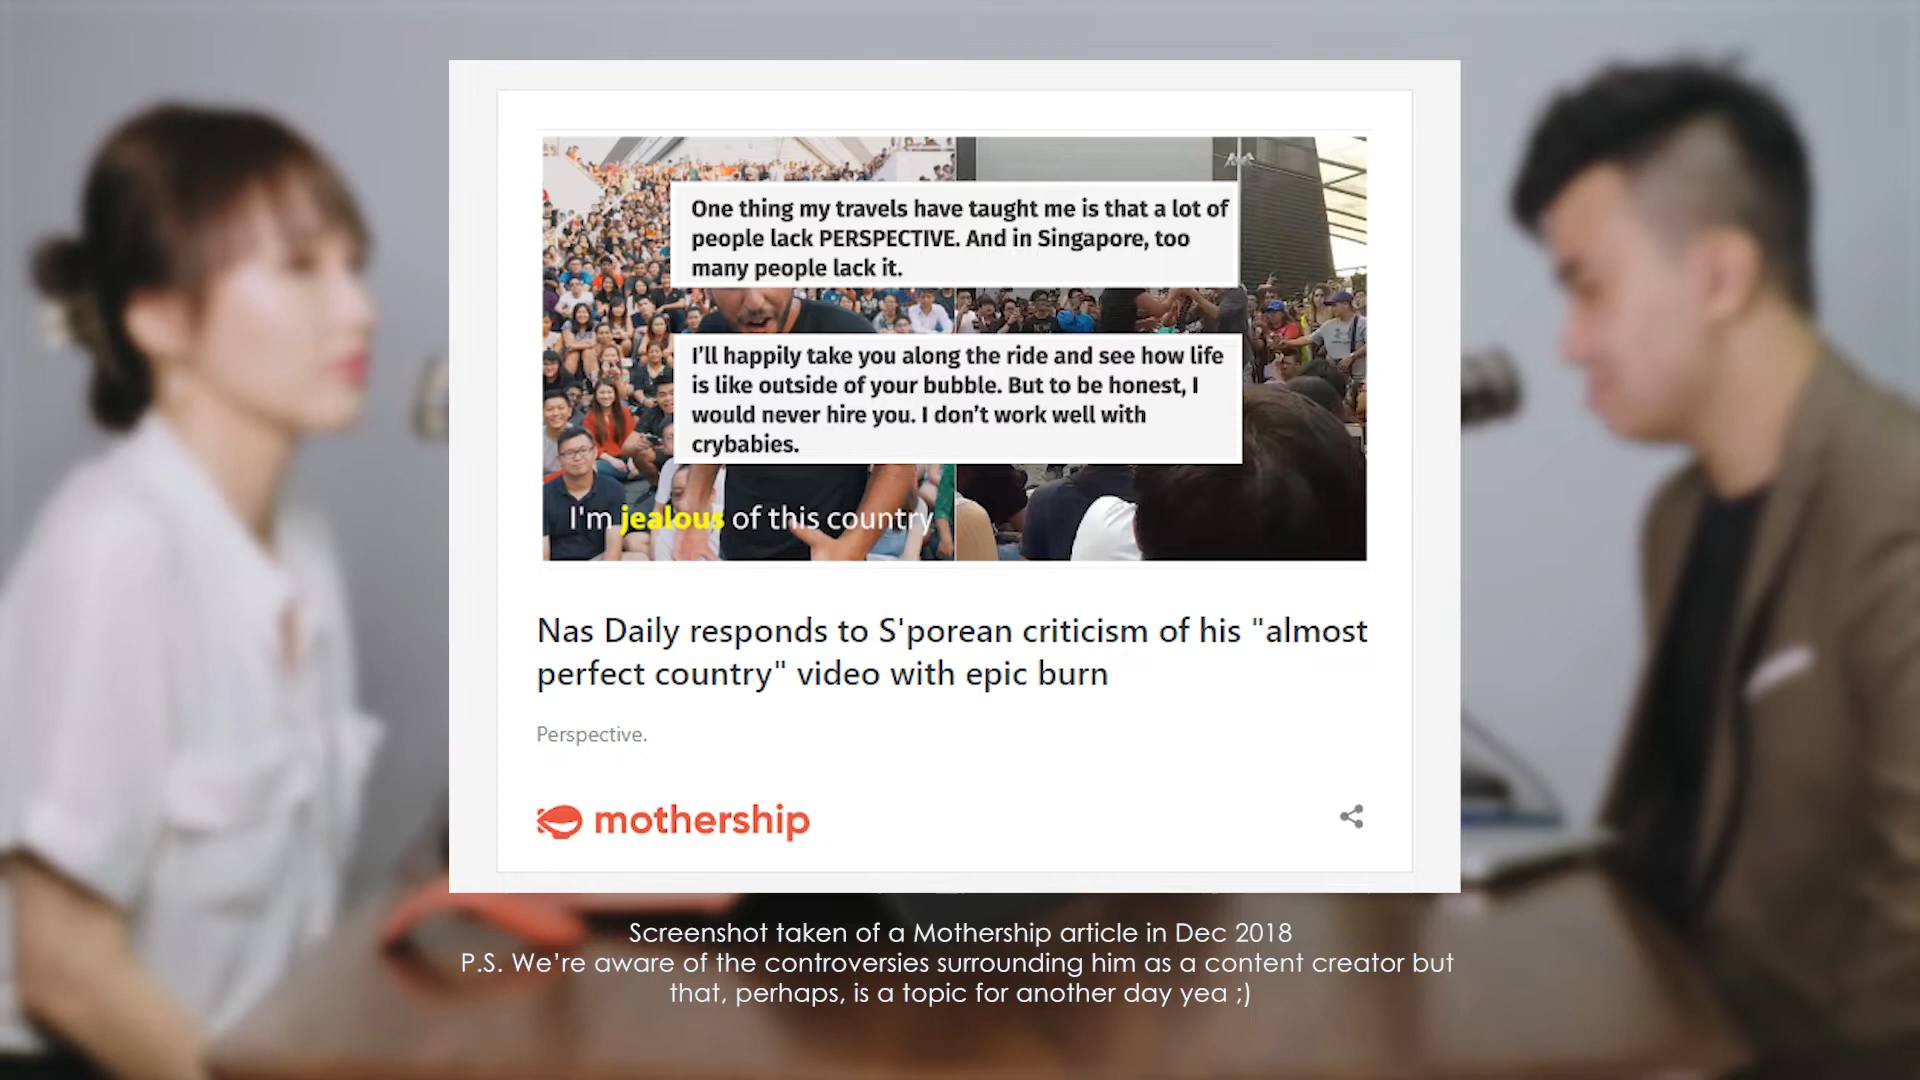 One thing my travels have taught me is that a lot of
people lack PERSPECTIVE. And in Singapore, too
many people lack it.
I'll happily take you along the ride and see how life
is like outside of your bubble. But to be honest, I
would never hire you. I don't work well with
crybabies.
I'm jealous of this country
Nas Daily responds to S'porean criticism of his "almost
perfect country" video with epic burn
Perspective.
mothership
Screenshot taken of a Mothership article in Dec 2018
P.S. We're aware of the controversies surrounding him as a content creator but
that, perhaps, is a topic for another day yea ;)